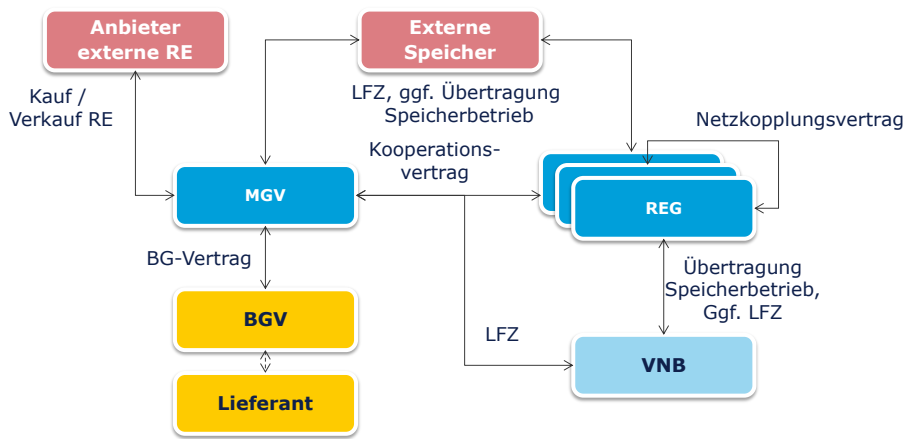 Anbieter
externe RE
Externe
Speicher
Kauf /
Verkauf RE
LFZ, ggf. Übertragung
Speicherbetrieb
Netzkopplungsvertrag
Kooperations-
vertrag
MGV
REG
BG-Vertrag
Übertragung
Speicherbetrieb,
Ggf. LFZ
BGV
LFZ
VNB
Lieferant